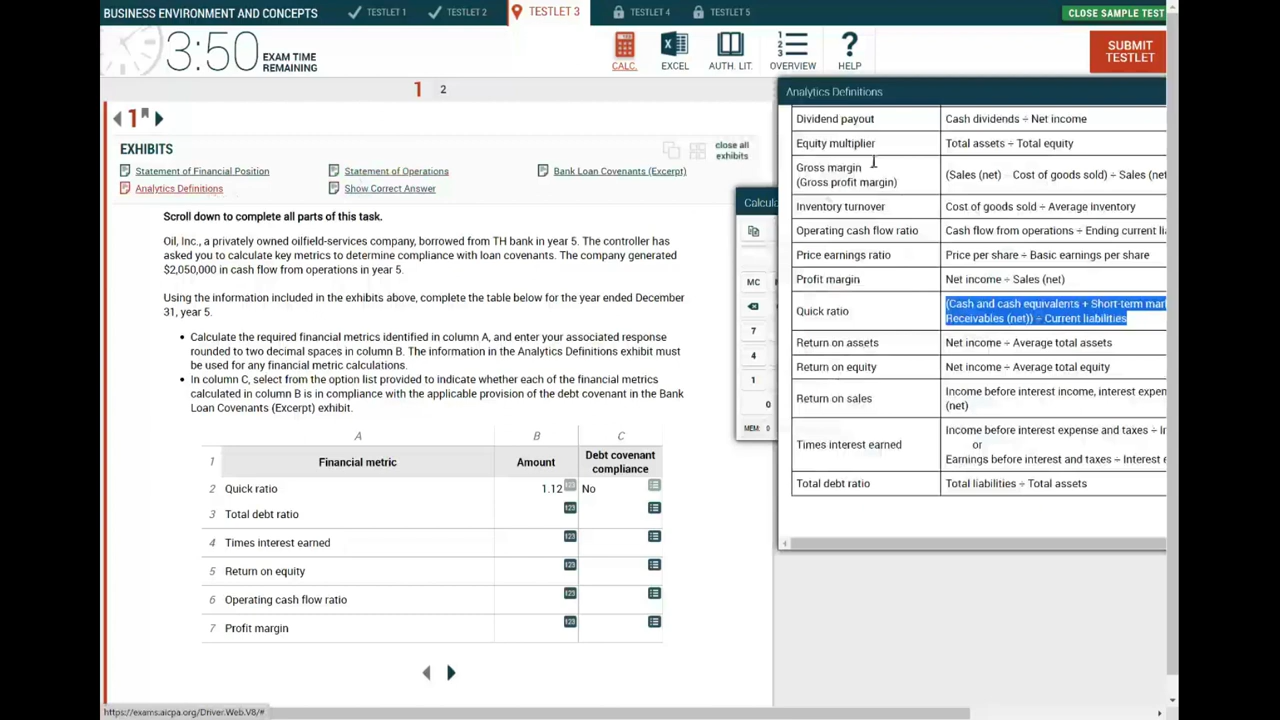 BUSINESS ENVIRONMENT AND CONCEPTS
TESTLET 1
TESTLET 2
TESTLET 3
TESTLET 4
TESTLET 5
CLOSE SAMPLE TEST
3:50
EXAM TIME
REMAINING
CALC.
EXCEL
AUTH. LIT.
1
2
3
OVERVIEW
?
HELP
SUBMIT
TESTLET
1
2
1
EXHIBITS
close all
exhibits
Statement of Financial Position
Statement of Operations
Bank Loan Covenants (Excerpt)
Analytics Definitions
Show Correct Answer
Scroll down to complete all parts of this task.
Oil, Inc., a privately owned oilfield-services company, borrowed from TH bank in year 5. The controller has
asked you to calculate key metrics to determine compliance with loan covenants. The company generated
$2,050,000 in cash flow from operations in year 5.
Using the information included in the exhibits above, complete the table below for the year ended December
31, year 5.
• Calculate the required financial metrics identified in column A, and enter your associated response
rounded to two decimal spaces in column B. The information in the Analytics Definitions exhibit must
be used for any financial metric calculations.
• In column C, select from the option list provided to indicate whether each of the financial metrics
calculated in column B is in compliance with the applicable provision of the debt covenant in the Bank
Loan Covenants (Excerpt) exhibit.
A B C
1 Financial metric Amount Debt covenant
compliance
2 Quick ratio 1.12 123 No
3 Total debt ratio 123
4 Times interest earned 123
5 Return on equity 123
6 Operating cash flow ratio 123
7 Profit margin 123
Calcul
MC
7
4
1
0
MEM: 0
Analytics Definitions
Dividend payout Cash dividends ÷ Net income
Equity multiplier Total assets ÷ Total equity
Gross margin
(Gross profit margin) (Sales (net) Cost of goods sold) ÷ Sales (net
Inventory turnover Cost of goods sold ÷ Average inventory
Operating cash flow ratio Cash flow from operations ÷ Ending current lia
Price earnings ratio Price per share ÷ Basic earnings per share
Profit margin Net income ÷ Sales (net)
Quick ratio (Cash and cash equivalents + Short-term mar
Receivables (net)) ÷ Current liabilities
Return on assets Net income ÷ Average total assets
Return on equity Net income ÷ Average total equity
Return on sales Income before interest income, interest expen
(net)
Times interest earned Income before interest expense and taxes ÷ In
or
Earnings before interest and taxes ÷ Interest e
Total debt ratio Total liabilities ÷ Total assets
https://exams.aicpa.org/Driver.Web.V8/#